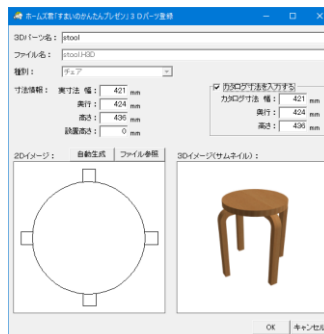 ホームズ君「すまいのかんたんプレゼン」3Dパーツ登録
3Dパーツ名： stool
ファイル名： stool.H3D
種別： チェア
寸法情報： 実寸法 幅： 421 mm
奥行： 424 mm
高さ： 436 mm
設置高さ： 0 mm
カタログ寸法を入力する
カタログ寸法 幅： 421 mm
奥行： 424 mm
高さ： 436 mm
2Dイメージ： 自動生成 ファイル参照
3Dイメージ(サムネイル)：
OK キャンセル